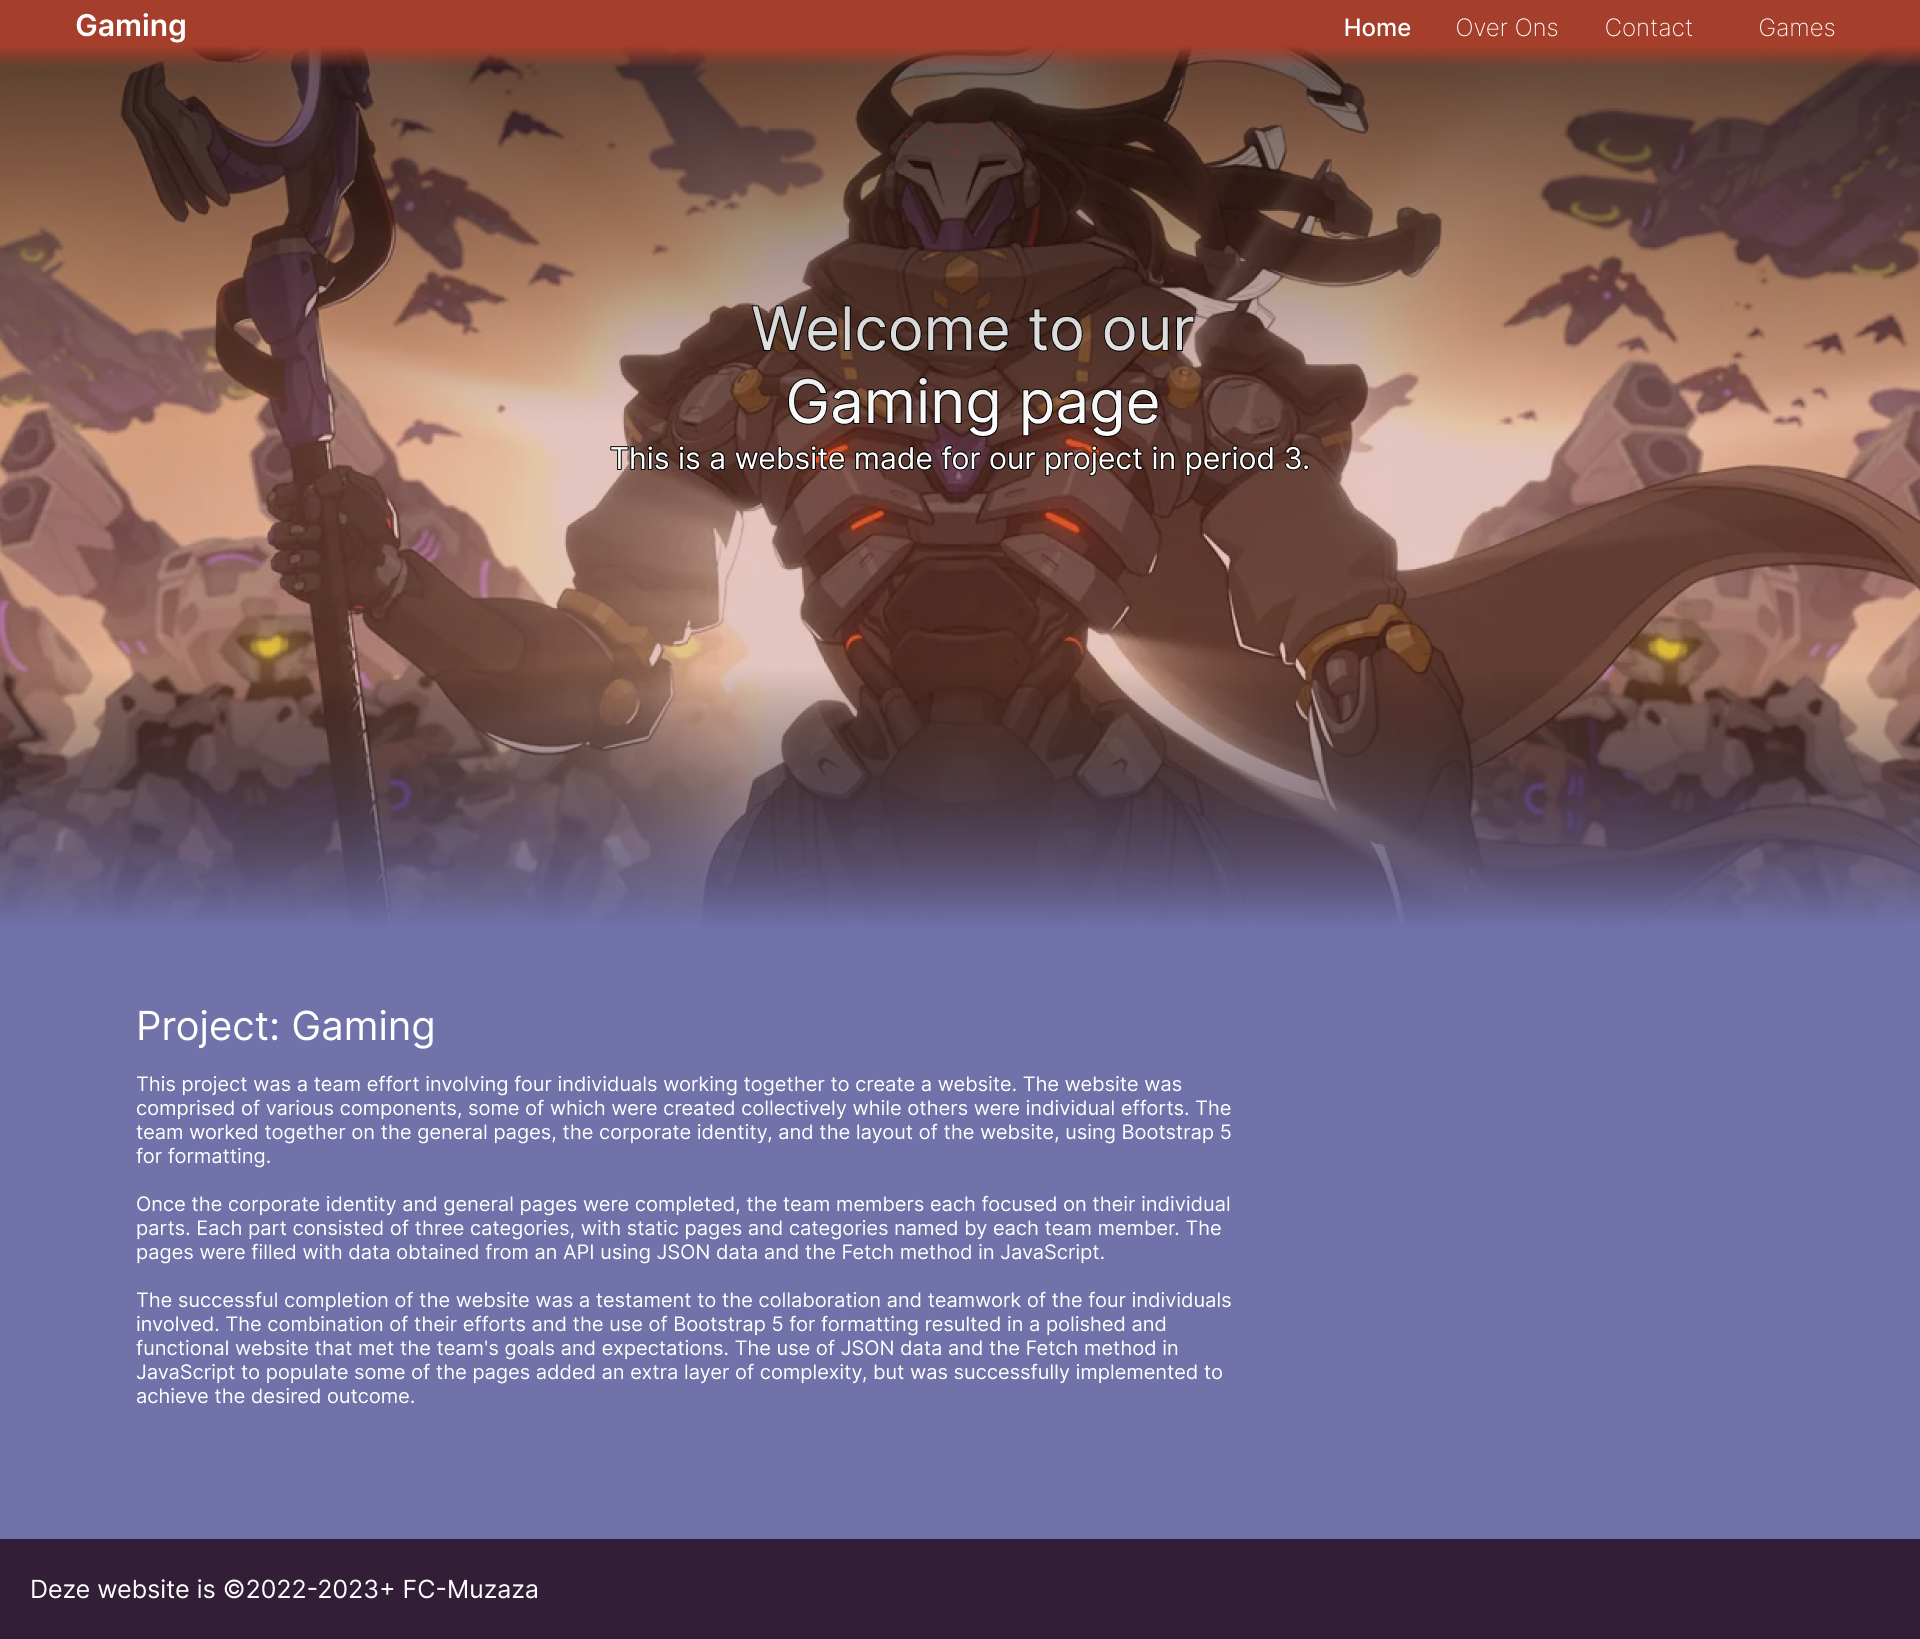 Gaming
Home Over Ons Contact Games
Welcome to our
Gaming page
This is a website made for our project in period 3.
Project: Gaming
This project was a team effort involving four individuals working together to create a website. The website was
comprised of various components, some of which were created collectively while others were individual efforts. The
team worked together on the general pages, the corporate identity, and the layout of the website, using Bootstrap 5
for formatting.
Once the corporate identity and general pages were completed, the team members each focused on their individual
parts. Each part consisted of three categories, with static pages and categories named by each team member. The
pages were filled with data obtained from an API using JSON data and the Fetch method in JavaScript.
The successful completion of the website was a testament to the collaboration and teamwork of the four individuals
involved. The combination of their efforts and the use of Bootstrap 5 for formatting resulted in a polished and
functional website that met the team's goals and expectations. The use of JSON data and the Fetch method in
JavaScript to populate some of the pages added an extra layer of complexity, but was successfully implemented to
achieve the desired outcome.
Deze website is ©2022-2023+ FC-Muzaza